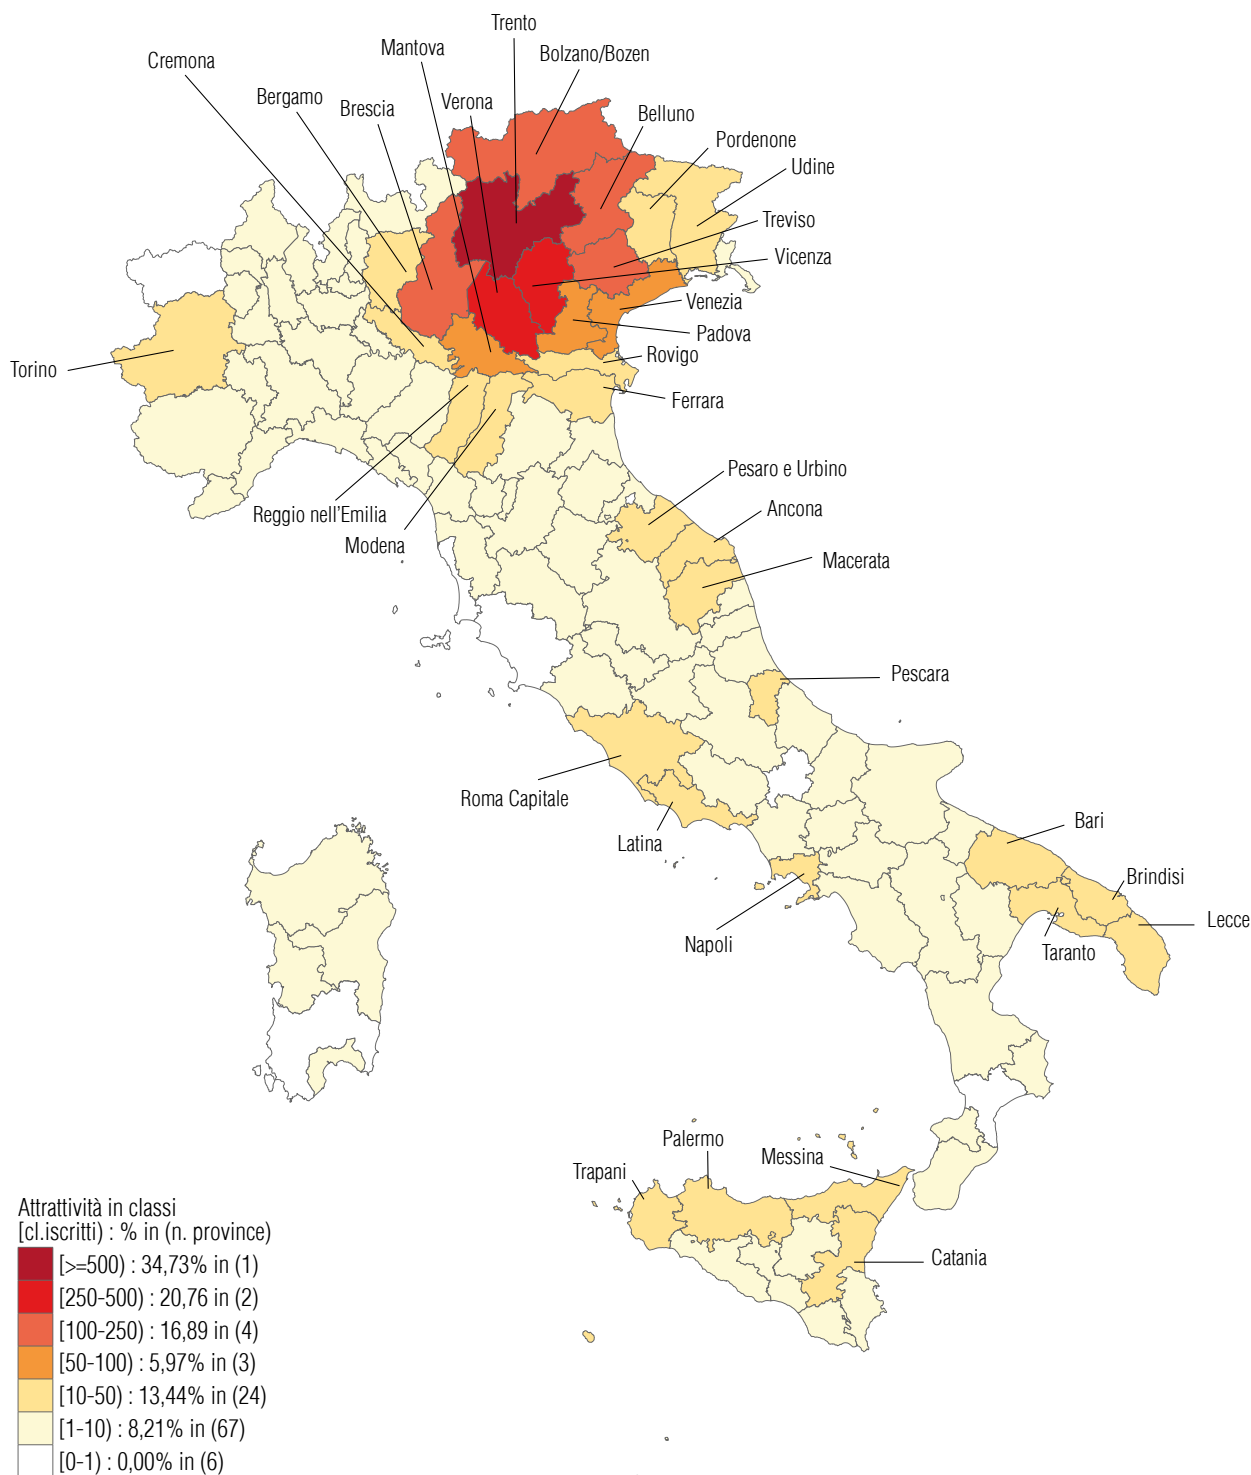 Trento
Mantova
Bolzano/Bozen
Cremona
Bergamo
Brescia
Verona
Belluno
Pordenone
Udine
Treviso
Vicenza
Venezia
Padova
Rovigo
Torino
Ferrara
Pesaro e Urbino
Reggio nell'Emilia
Ancona
Modena
Macerata
Pescara
Roma Capitale
Latina
Bari
Brindisi
Napoli
Lecce
Taranto
Palermo
Messina
Trapani
Catania
Attrattività in classi
[cl.iscritti) : % in (n. province)
[>=500) : 34,73% in (1)
[250-500) : 20,76 in (2)
[100-250) : 16,89 in (4)
[50-100) : 5,97% in (3)
[10-50) : 13,44% in (24)
[1-10) : 8,21% in (67)
[0-1) : 0,00% in (6)